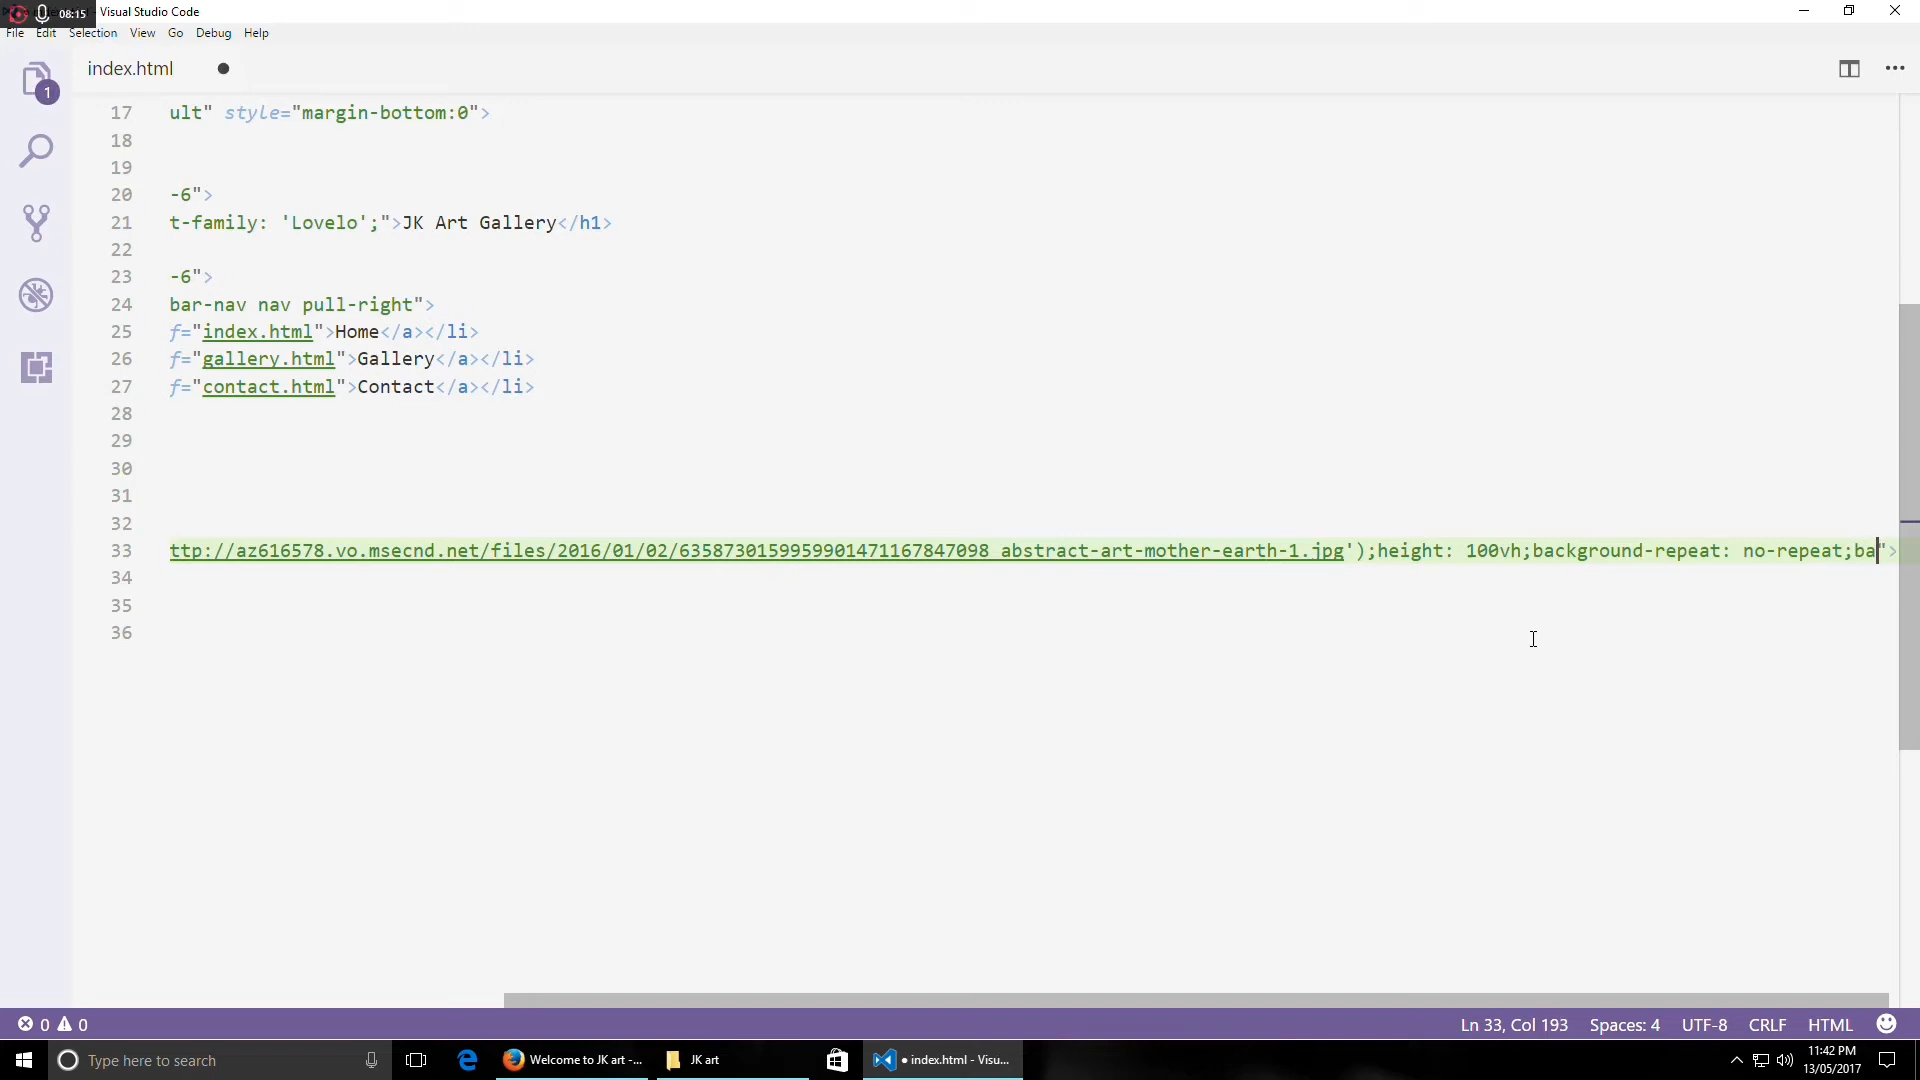 08:15
Visual Studio Code
File Edit Selection View Go Debug Help
index.html
1
17 ult" style="margin-bottom:0">
18
19
20 -6">
21 t-family: 'Lovelo';">JK Art Gallery</h1>
22
23 -6">
24 bar-nav nav pull-right">
25 f="index.html">Home</a></li>
26 f="gallery.html">Gallery</a></li>
27 f="contact.html">Contact</a></li>
28
29
30
31
32
33 ttp://az616578.vo.msecnd.net/files/2016/01/02/6358730159959901471167847098_abstract-art-mother-earth-1.jpg');height: 100vh;background-repeat: no-repeat;ba">
34
35
36
0 0 Ln 33, Col 193 Spaces: 4 UTF-8 CRLF HTML
Type here to search Welcome to JK art -... JK art • index.html - Visu... 11:42 PM
13/05/2017